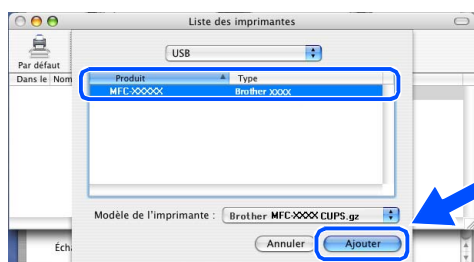 Liste des imprimantes
USB
Par défaut
Dans le Nom
Produit Type
MFC-XXXXX Brother XXXX
Modèle de l'imprimante : Brother MFC-XXXX CUPS.gz
Éch
Annuler Ajouter